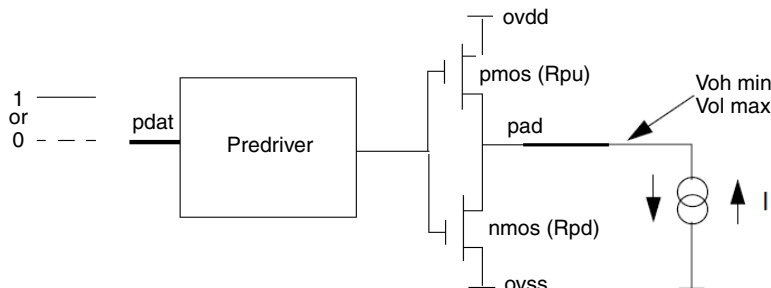 ovdd
pmos (Rpu)
Voh min
Vol max
1
or
0
pdat
Predriver
pad
I
nmos (Rpd)
ovss